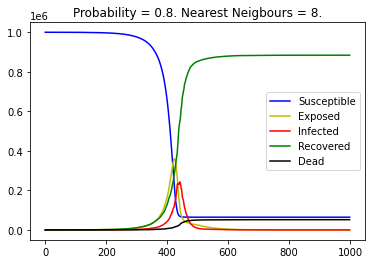 1e6
Probability = 0.8. Nearest Neigbours = 8.
1.0
0.8
0.6
0.4
0.2
0.0
Susceptible
Exposed
Infected
Recovered
Dead
0 200 400 600 800 1000